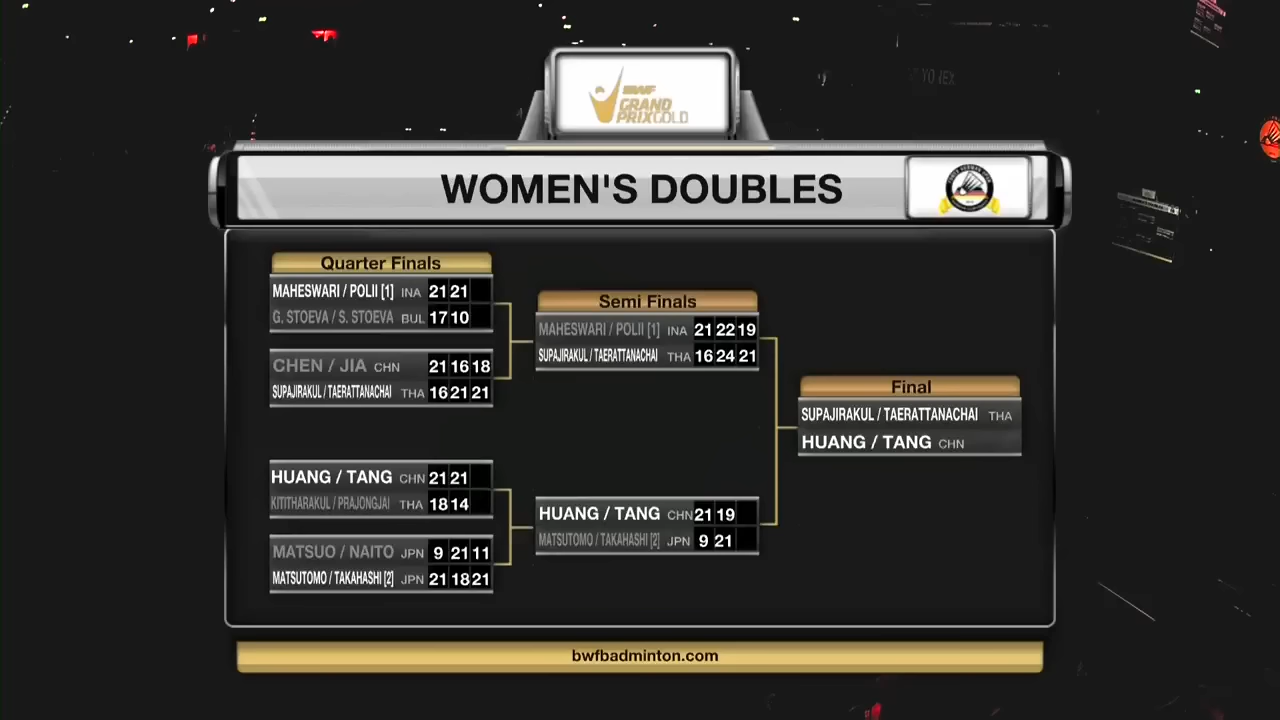 BWF
GRAND
PRIXGOLD
WOMEN'S DOUBLES
Quarter Finals
MAHESWARI / POLII [1] INA 21 21
G. STOEVA / S. STOEVA BUL 17 10
CHEN / JIA CHN 21 16 18
SUPAJIRAKUL / TAERATTANACHAI THA 16 21 21
HUANG / TANG CHN 21 21
KITITHARAKUL / PRAJONGJAI THA 18 14
MATSUO / NAITO JPN 9 21 11
MATSUTOMO / TAKAHASHI [2] JPN 21 18 21
Semi Finals
MAHESWARI / POLII [1] INA 21 22 19
SUPAJIRAKUL / TAERATTANACHAI THA 16 24 21
HUANG / TANG CHN 21 19
MATSUTOMO / TAKAHASHI [2] JPN 9 21
Final
SUPAJIRAKUL / TAERATTANACHAI THA
HUANG / TANG CHN
bwfbadminton.com